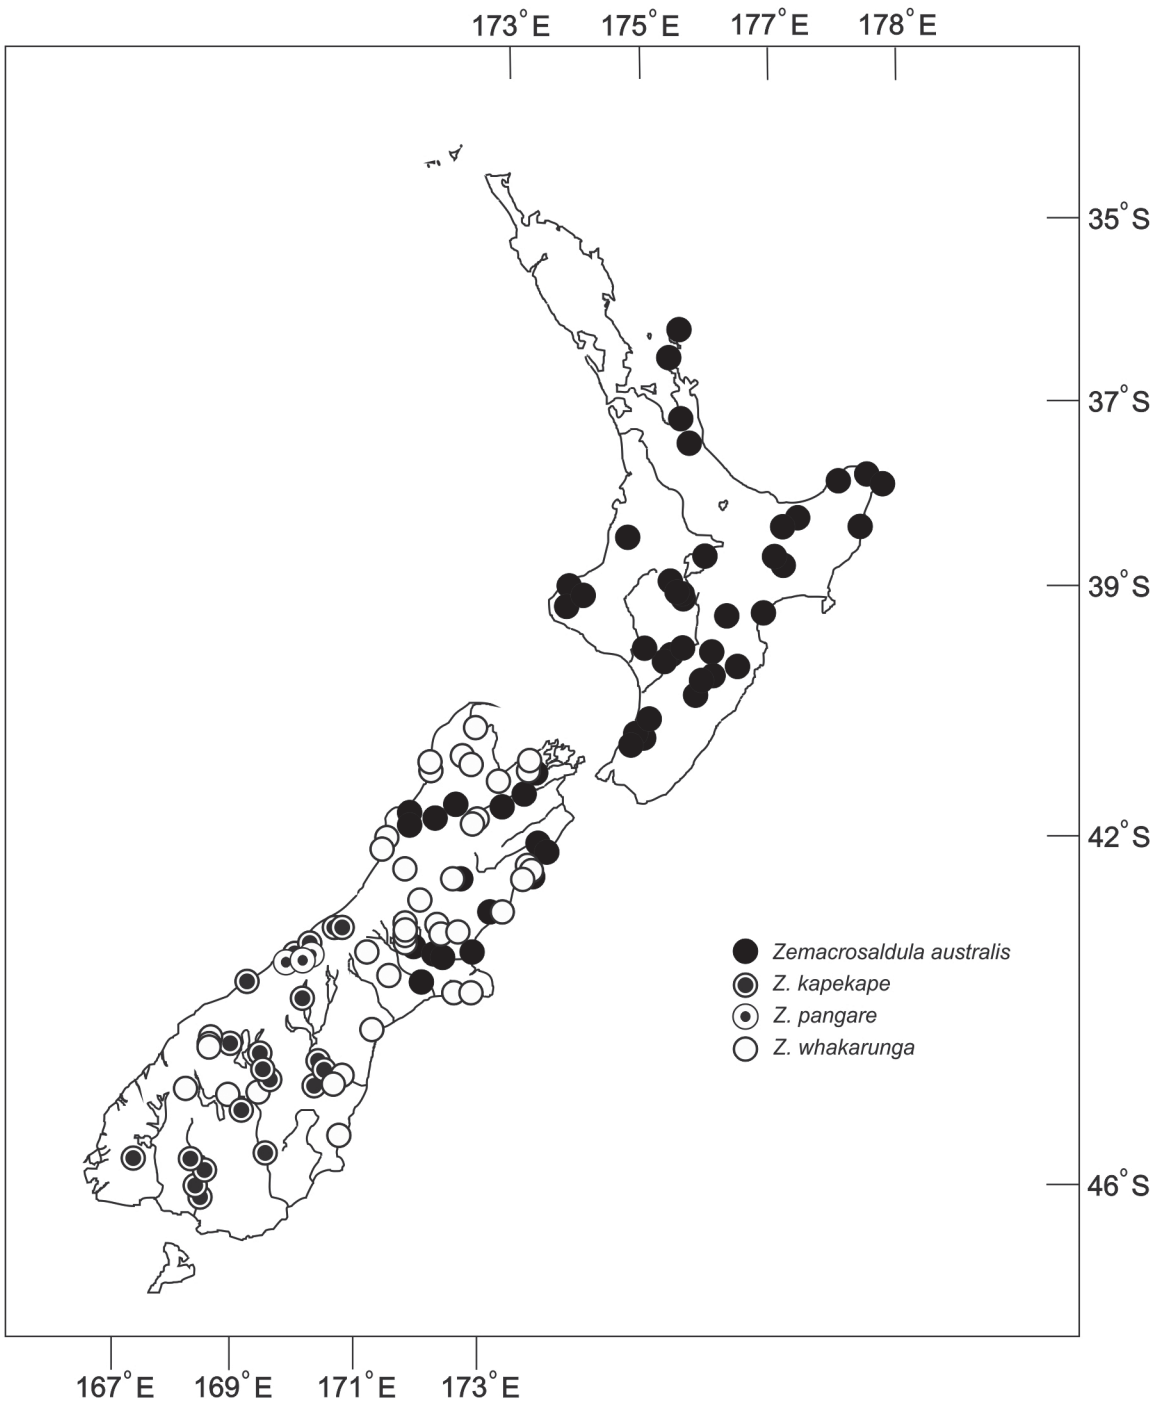 173°E 175°E 177°E 178°E
35°S
37°S
39°S
42°S
Zemacrosaldula australis
Z. kapekape
Z. pangare
Z. whakarunga
46°S
167°E 169°E 171°E 173°E